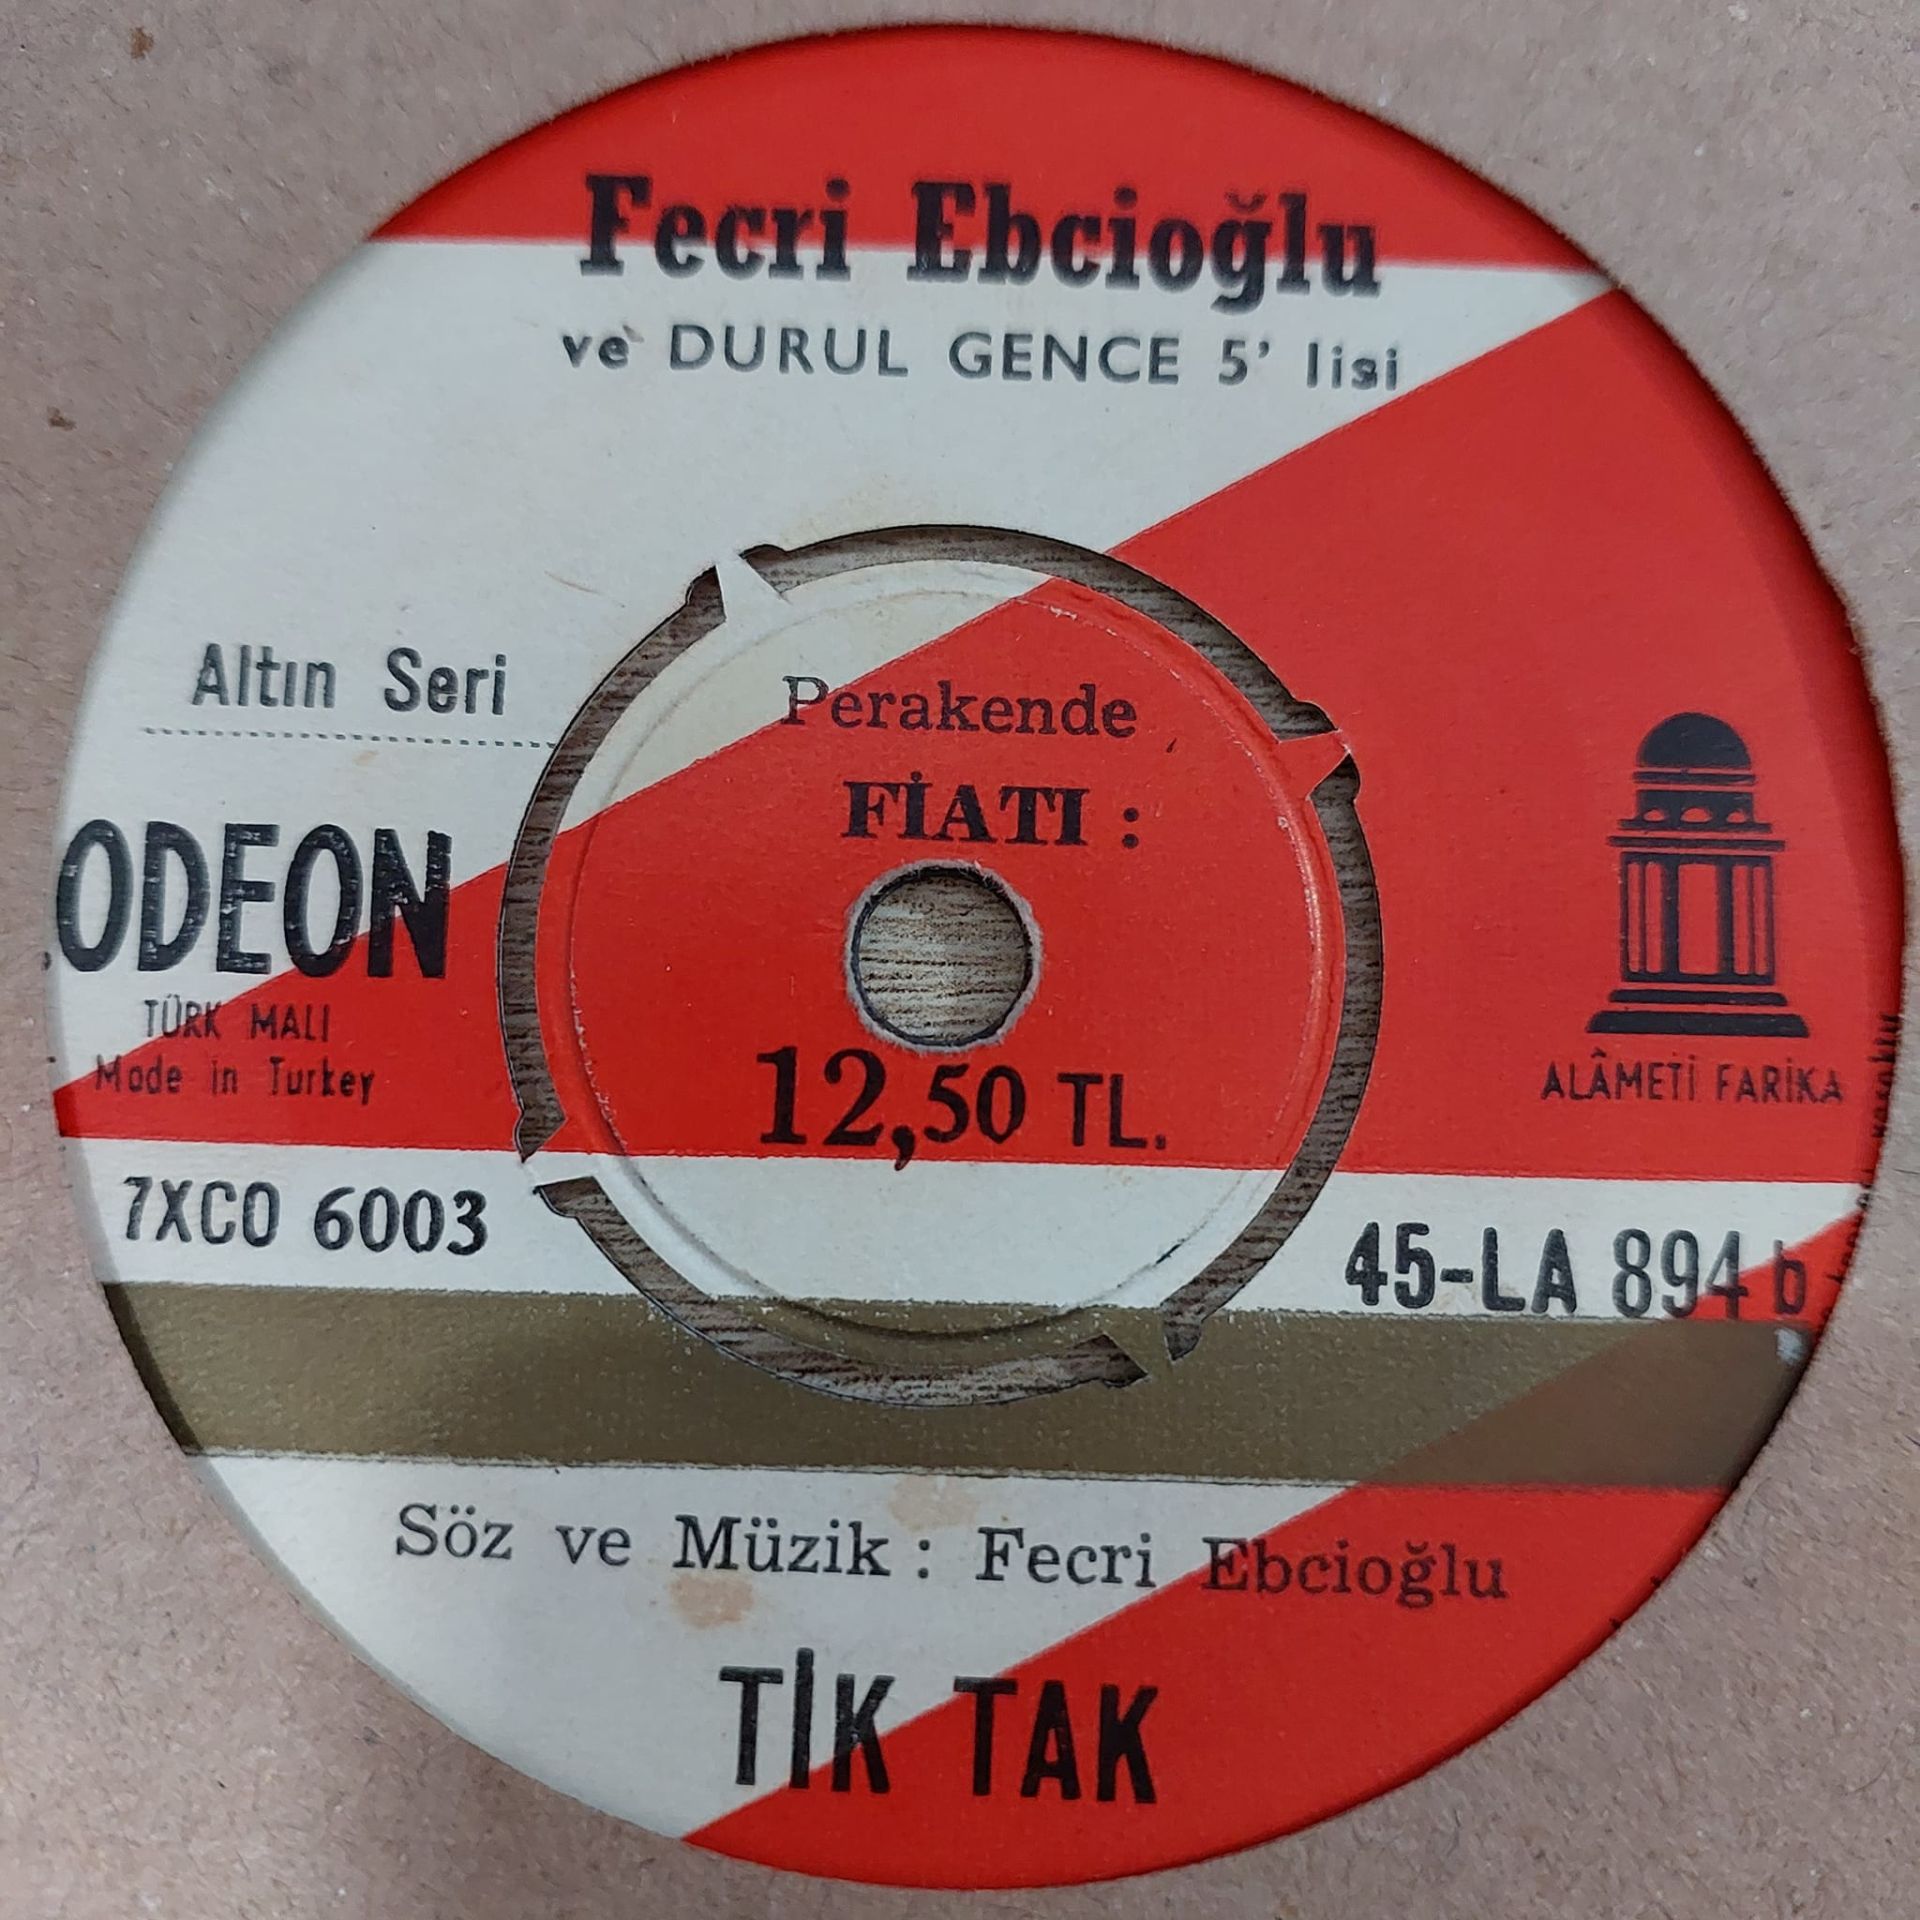 Fecri Ebcioğlu
ve DURUL GENCE 5' lisi
Altın Seri
Perakende
FİATI :
ODEON
TÜRK MALI
Made in Turkey
12,50 TL.
ALÂMETİ FARİKA
7XCO 6003
45-LA 894 b
Söz ve Müzik : Fecri Ebcioğlu
TİK TAK